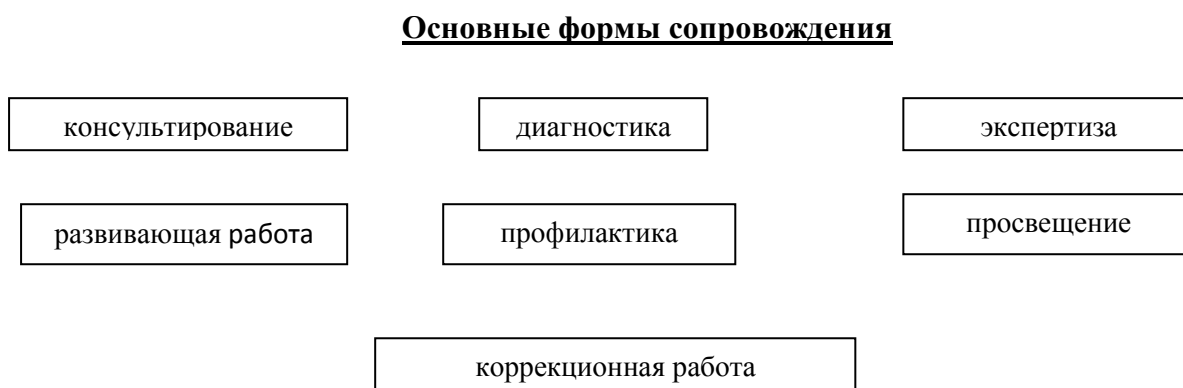 Основные формы сопровождения
консультирование
диагностика
экспертиза
развивающая работа
профилактика
просвещение
коррекционная работа